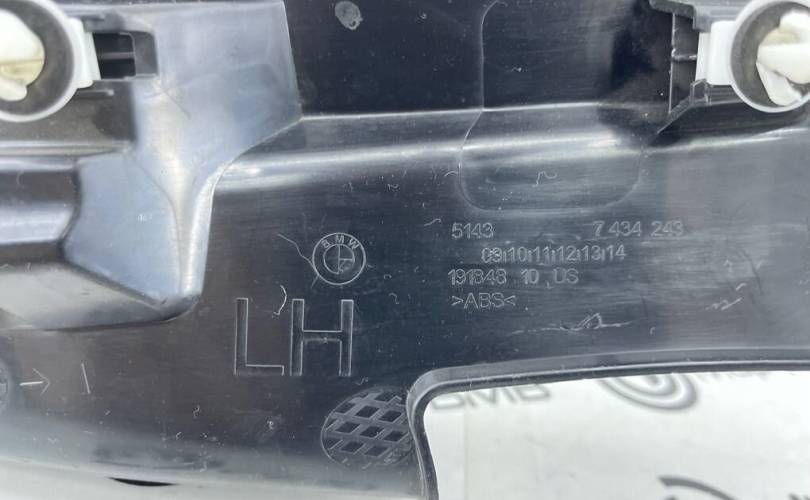 BMW
5143 7 434 243
09|10|11|12|13|14
191848 10 US
>ABS<
LH